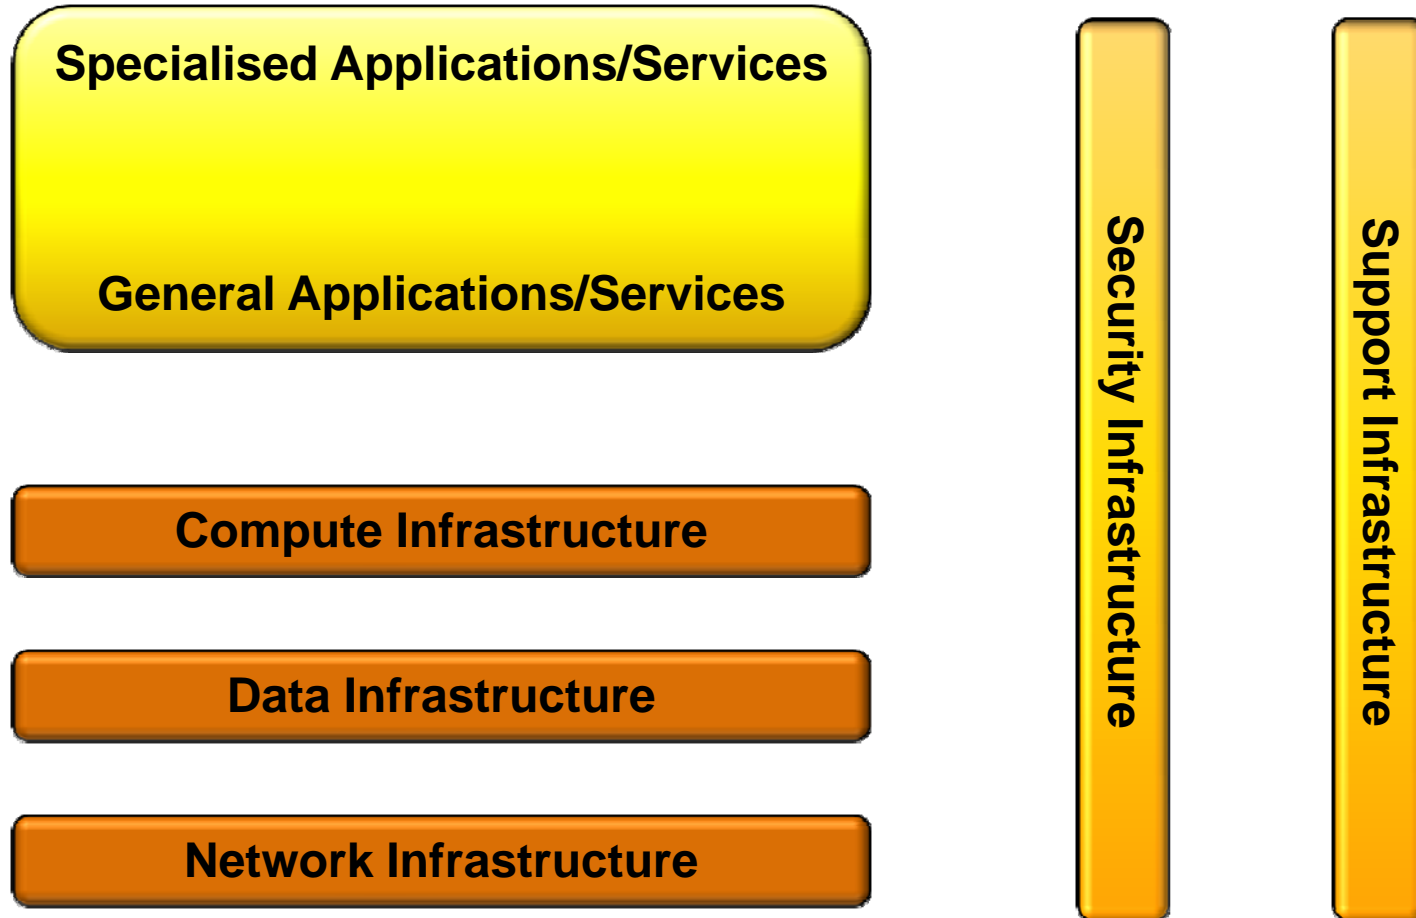 Specialised Applications/Services
General Applications/Services
Compute Infrastructure
Data Infrastructure
Network Infrastructure
Security Infrastructure
Support Infrastructure